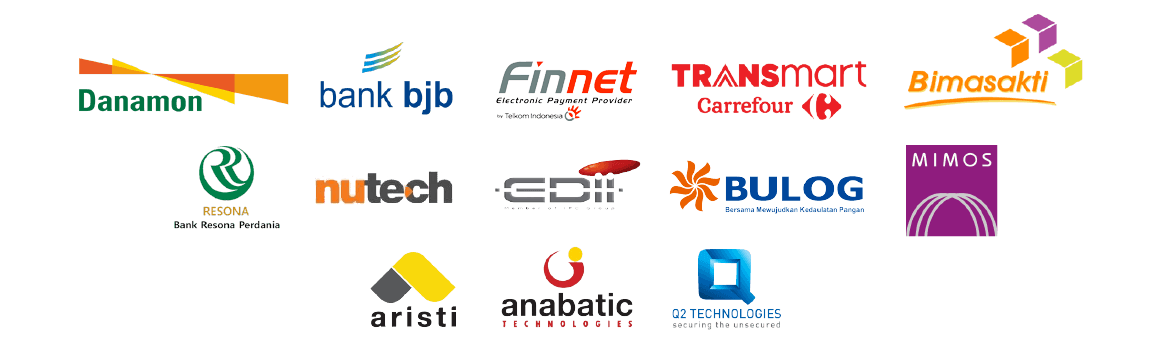 Danamon
bank bjb
Finnet
Electronic Payment Provider
by Telkom Indonesia
TRANSmart
Carrefour
Bimasakti
RESONA
Bank Resona Perdania
nutech
EDII
BULOG
Bersama Mewujudkan Kedaulatan Pangan
MIMOS
aristi
anabatic
TECHNOLOGIES
Q2 TECHNOLOGIES
securing the unsecured